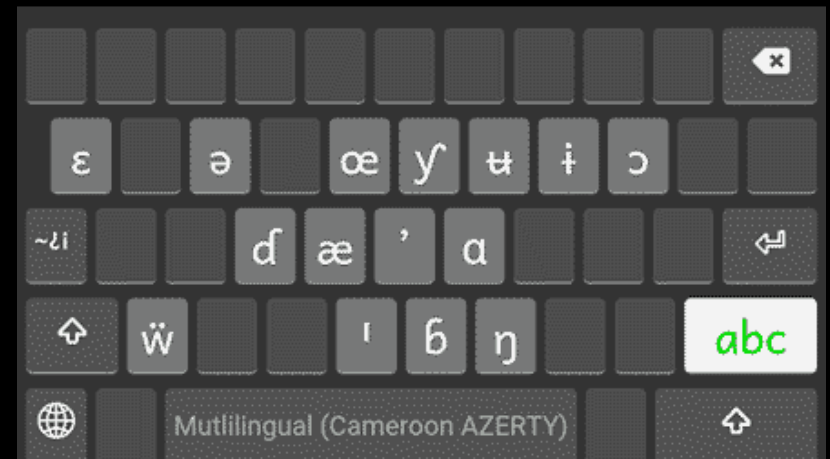 ɛ ə œ ƴ ʉ ɨ ɔ
~¿¡ ɗ æ ʼ ɑ
ẅ ˈ ɓ ŋ abc
Mutlilingual (Cameroon AZERTY)